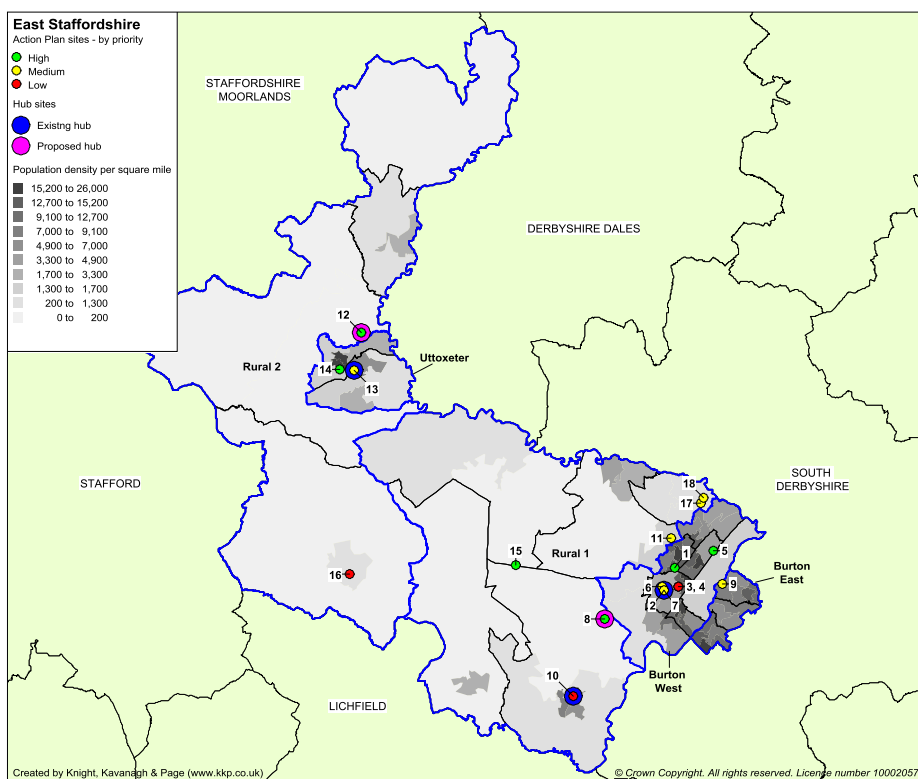 East Staffordshire
Action Plan sites - by priority
High
Medium
Low
Hub sites
Existng hub
Proposed hub
Population density per square mile
15,200 to 26,000
12,700 to 15,200
9,100 to 12,700
7,000 to 9,100
4,900 to 7,000
3,300 to 4,900
1,700 to 3,300
1,300 to 1,700
200 to 1,300
0 to 200
STAFFORDSHIRE
MOORLANDS
DERBYSHIRE DALES
12
Uttoxeter
Rural 2
14
13
STAFFORD
SOUTH
DERBYSHIRE
18
17
11
1
5
15
Rural 1
16
6
3, 4
9
Burton
East
2
7
8
10
Burton
West
LICHFIELD
Created by Knight, Kavanagh & Page (www.kkp.co.uk)
© Crown Copyright. All rights reserved. Licence number 10002057